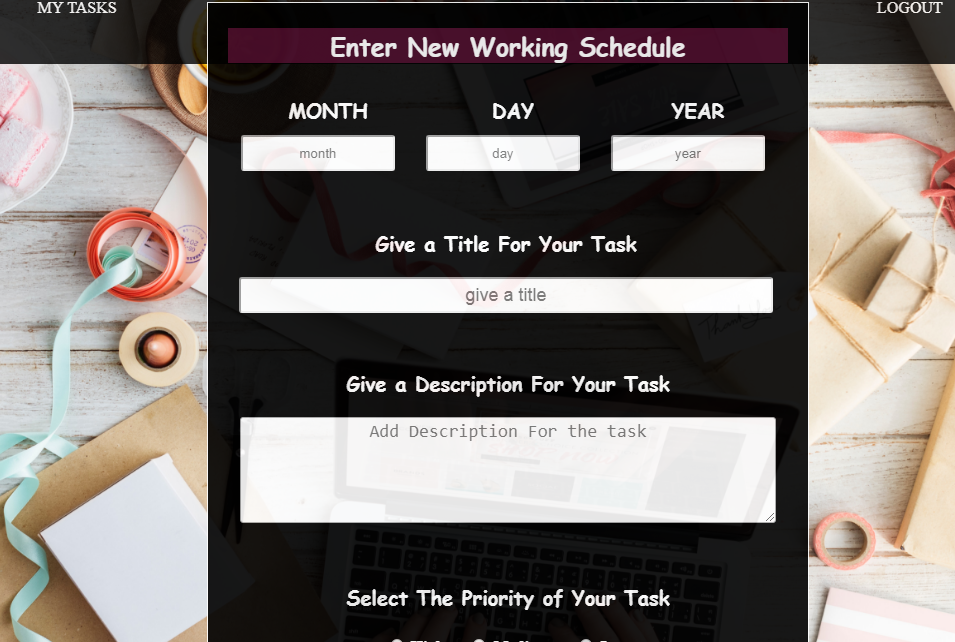 MY TASKS
LOGOUT
Enter New Working Schedule
MONTH DAY YEAR
month day year
Give a Title For Your Task
give a title
Give a Description For Your Task
Add Description For the task
Select The Priority of Your Task